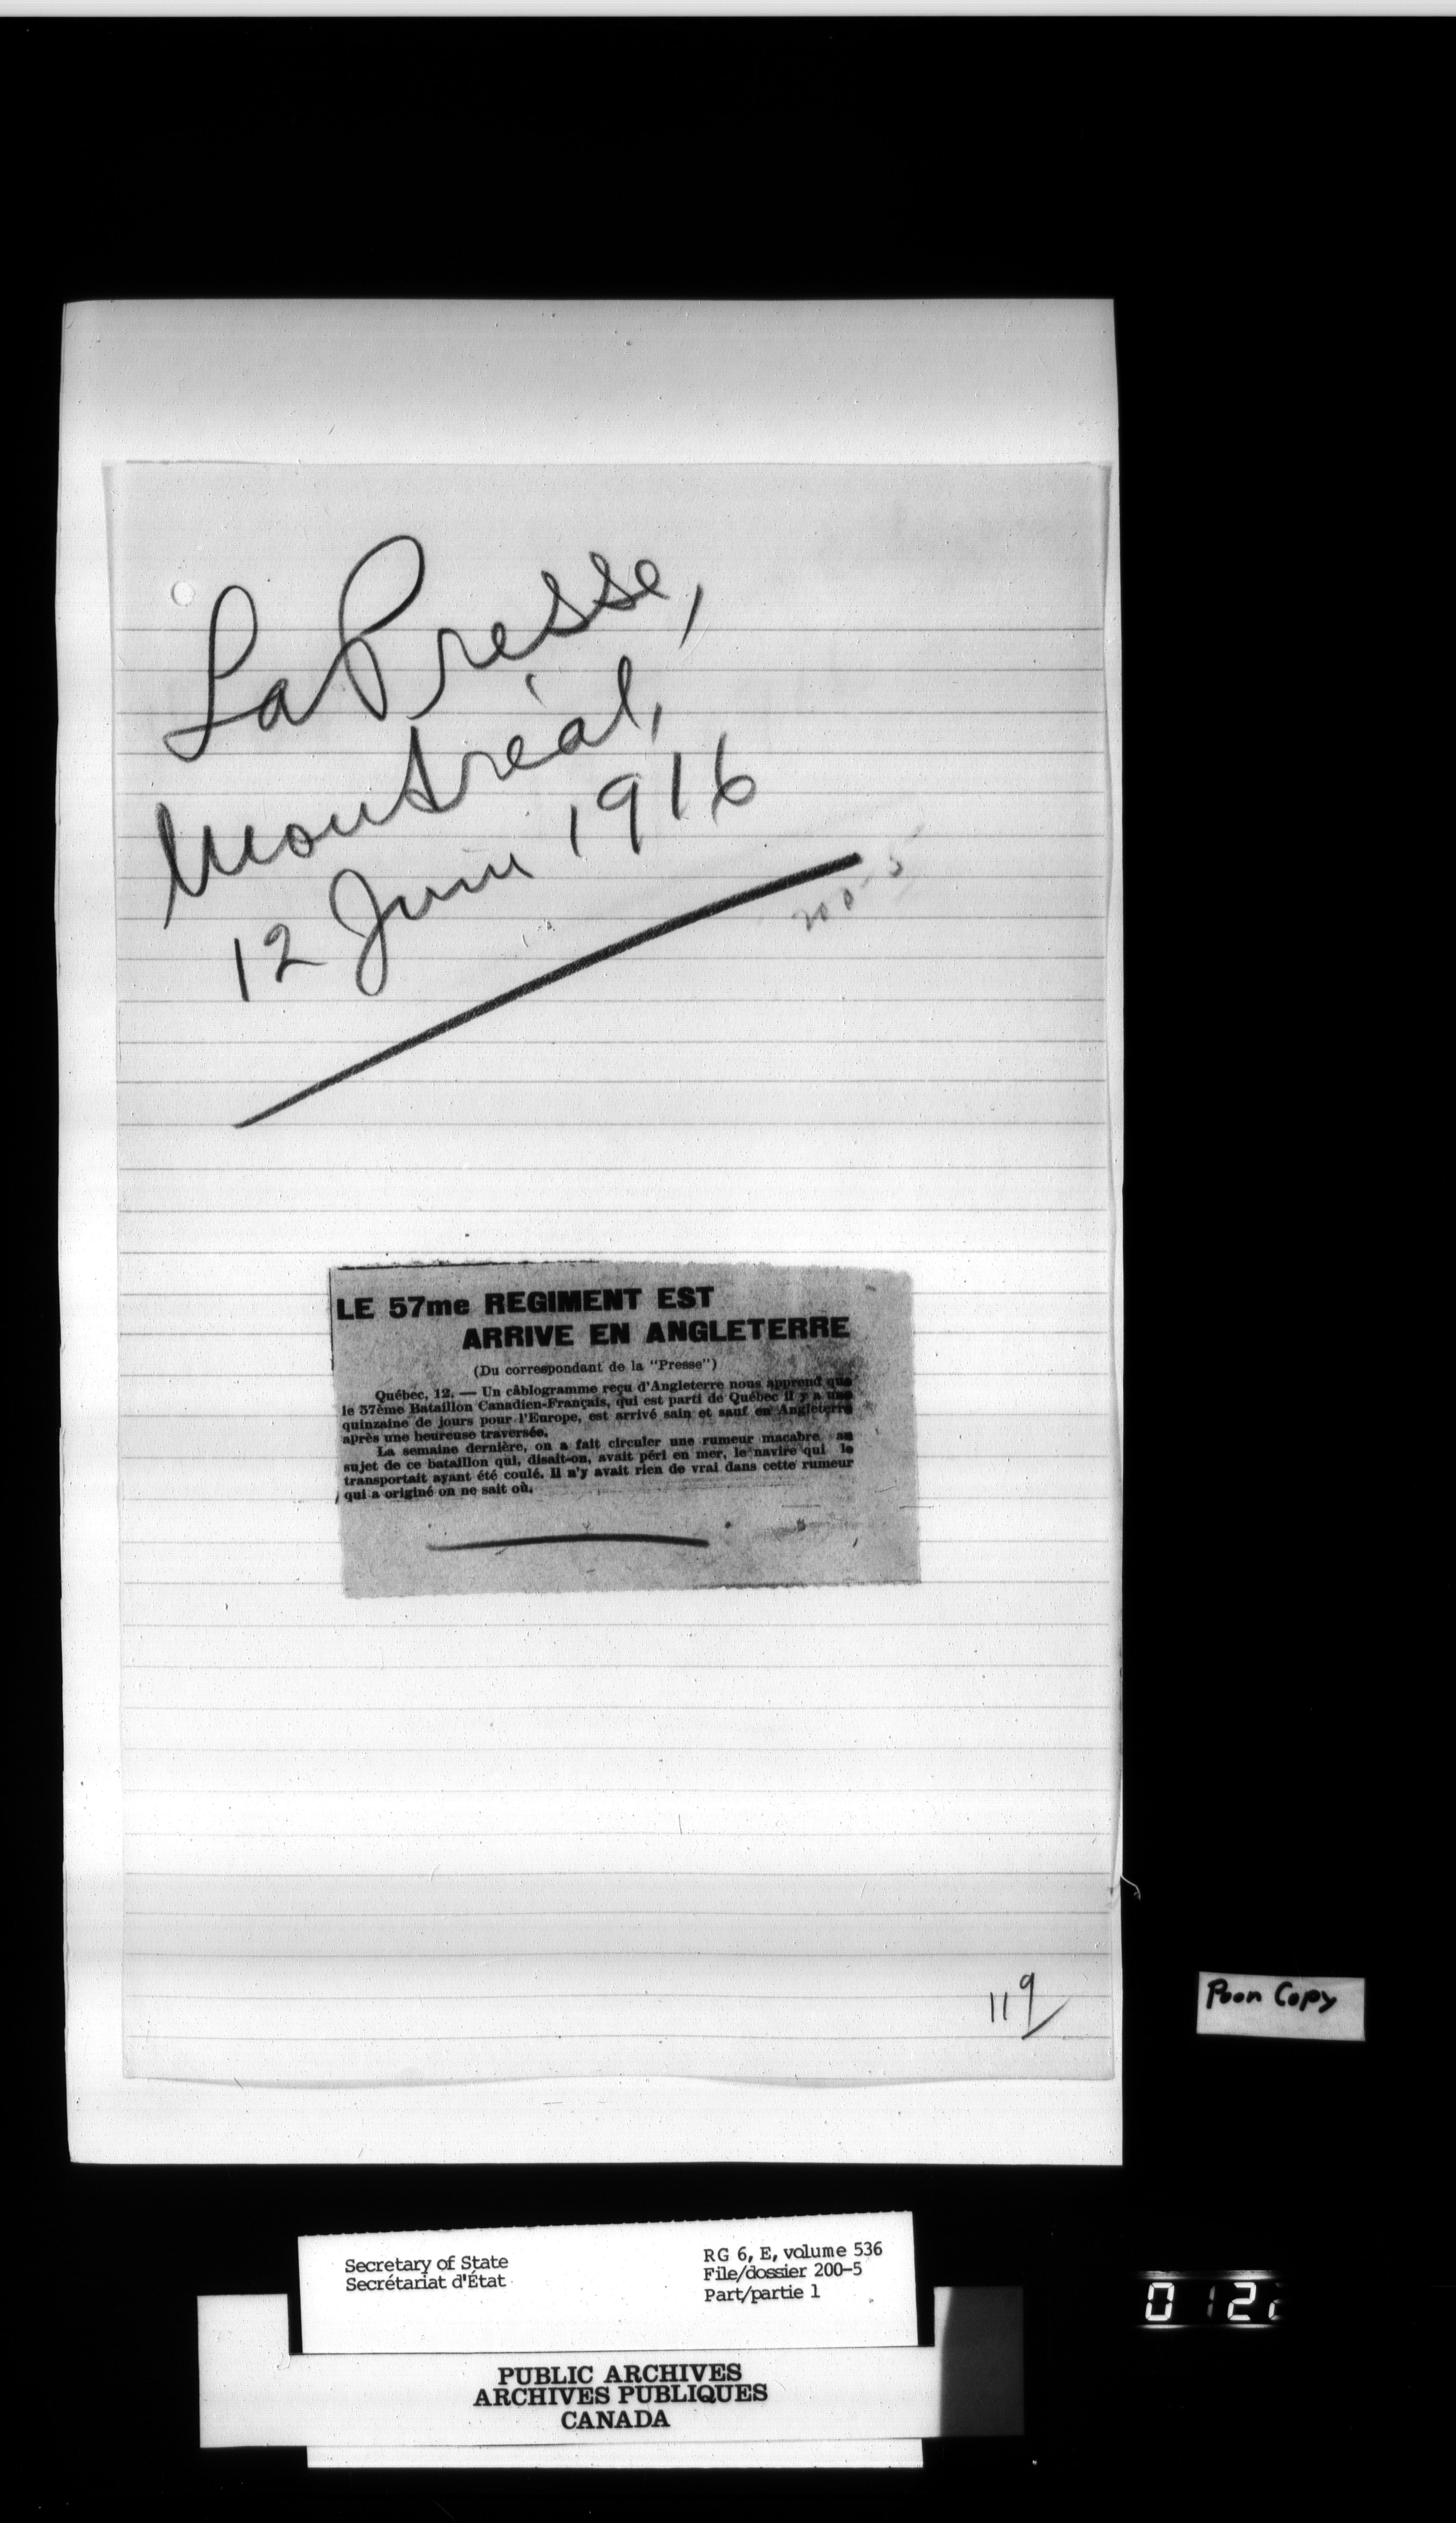 La Presse,
Montréal,
12 Juin 1916
200-5
LE 57me REGIMENT EST
ARRIVE EN ANGLETERRE
(Du correspondant de la "Presse")
Québec, 12. — Un câblogramme reçu d'Angleterre nous apprend que
le 57ème Bataillon Canadien-Français, qui est parti de Québec il y a une
quinzaine de jours pour l'Europe, est arrivé sain et sauf en Angleterre
après une heureuse traversée.
La semaine dernière, on a fait circuler une rumeur macabre au
sujet de ce bataillon qui, disait-on, avait péri en mer, le navire qui le
transportait ayant été coulé. Il n'y avait rien de vrai dans cette rumeur
qui a originé on ne sait où.
119
Poor Copy
Secretary of State
Secrétariat d'État
RG 6, E, volume 536
File/dossier 200-5
Part/partie 1
PUBLIC ARCHIVES
ARCHIVES PUBLIQUES
CANADA
012